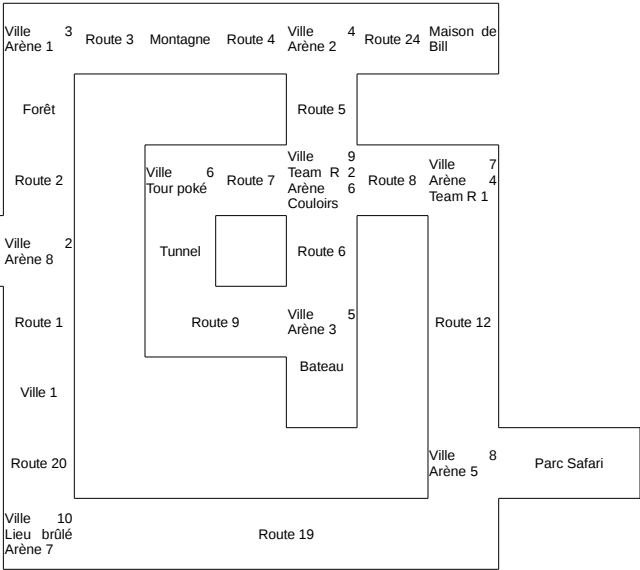 Ville 3
Arène 1
Route 3
Montagne
Route 4
Ville 4
Arène 2
Route 24
Maison de
Bill
Forêt
Route 5
Route 2
Ville 6
Tour poké
Route 7
Ville 9
Team R 2
Arène 6
Couloirs
Route 8
Ville 7
Arène 4
Team R 1
Ville 2
Arène 8
Tunnel
Route 6
Route 1
Route 9
Ville 5
Arène 3
Route 12
Bateau
Ville 1
Route 20
Ville 8
Arène 5
Parc Safari
Ville 10
Lieu brûlé
Arène 7
Route 19